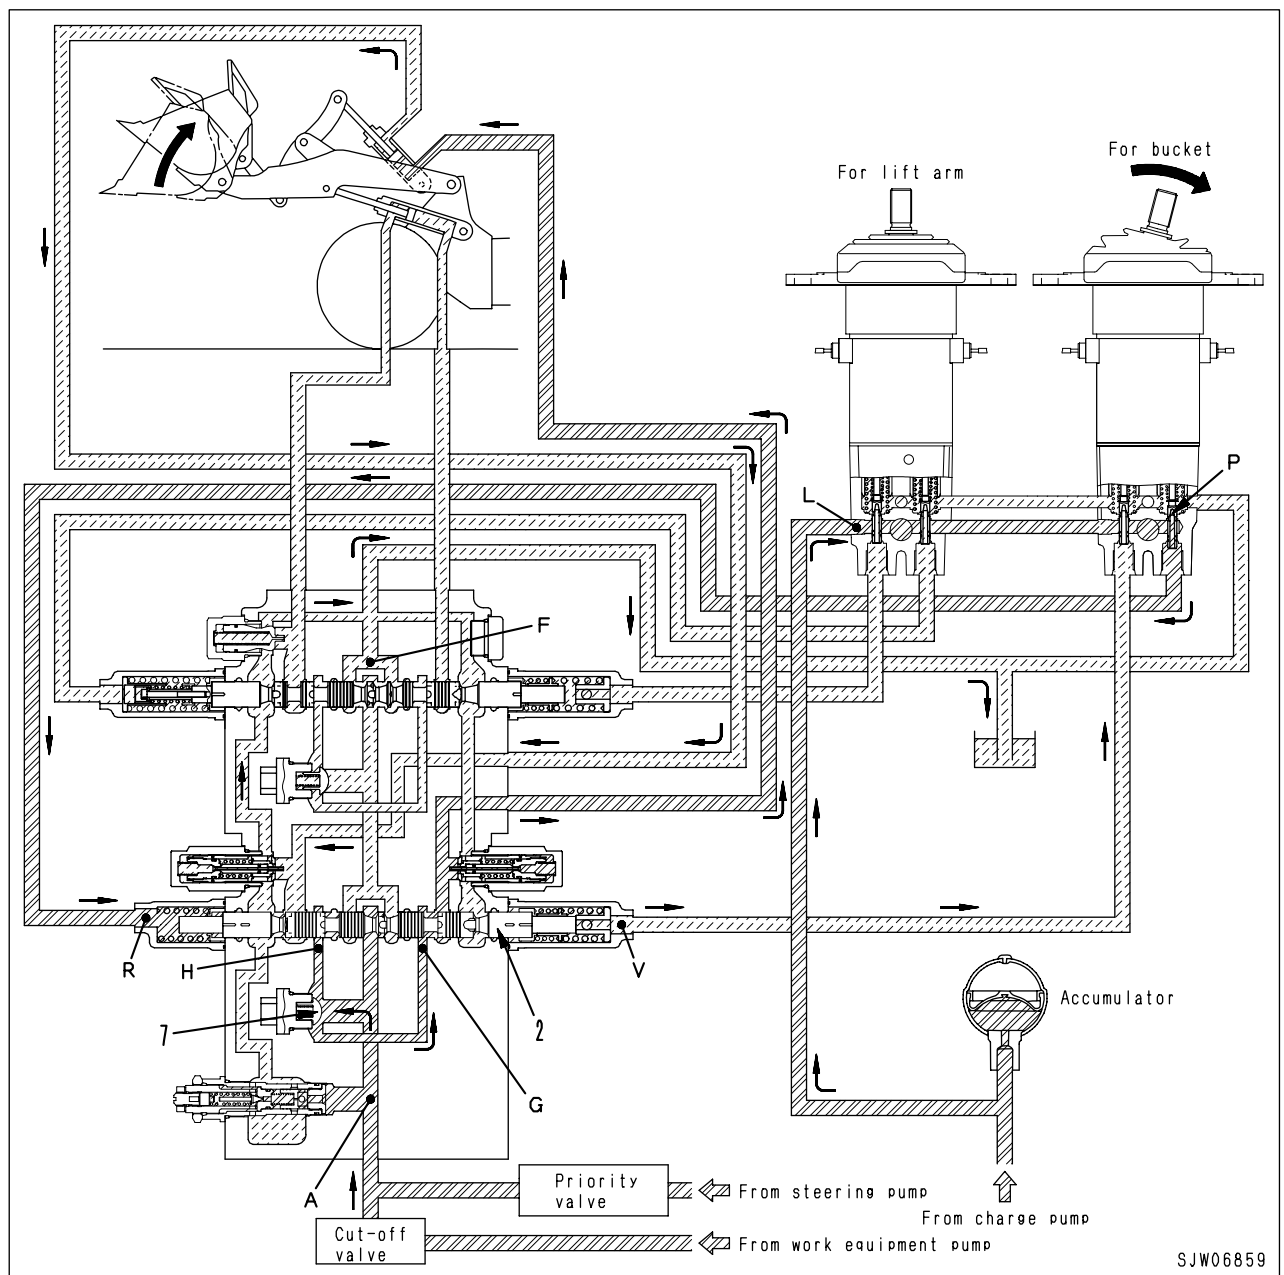 For bucket
For lift arm
P
L
F
R
H
V
7
2
Accumulator
G
A
Priority
valve
From steering pump
From charge pump
Cut-off
valve
From work equipment pump
SJW06859